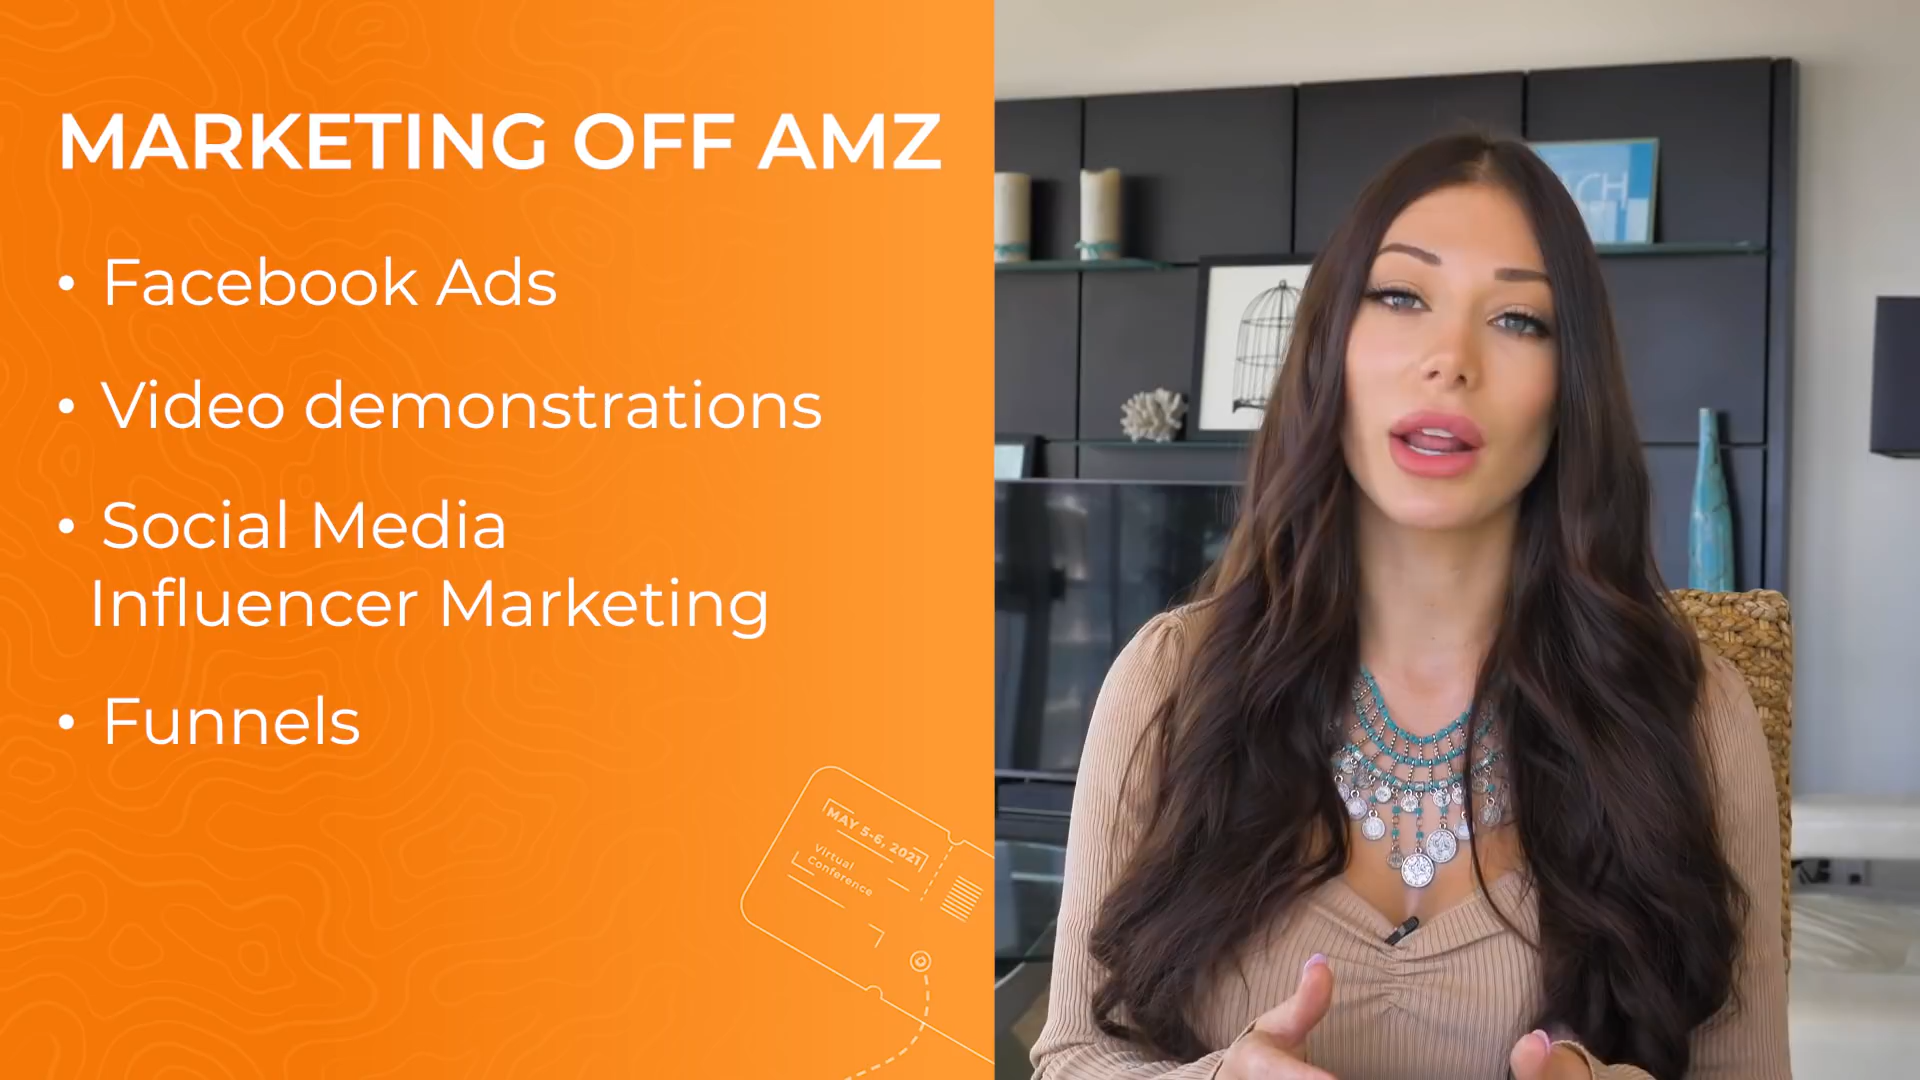 MARKETING OFF AMZ
• Facebook Ads
• Video demonstrations
• Social Media
Influencer Marketing
• Funnels
MAY 5-6, 2021
Virtual
Conference